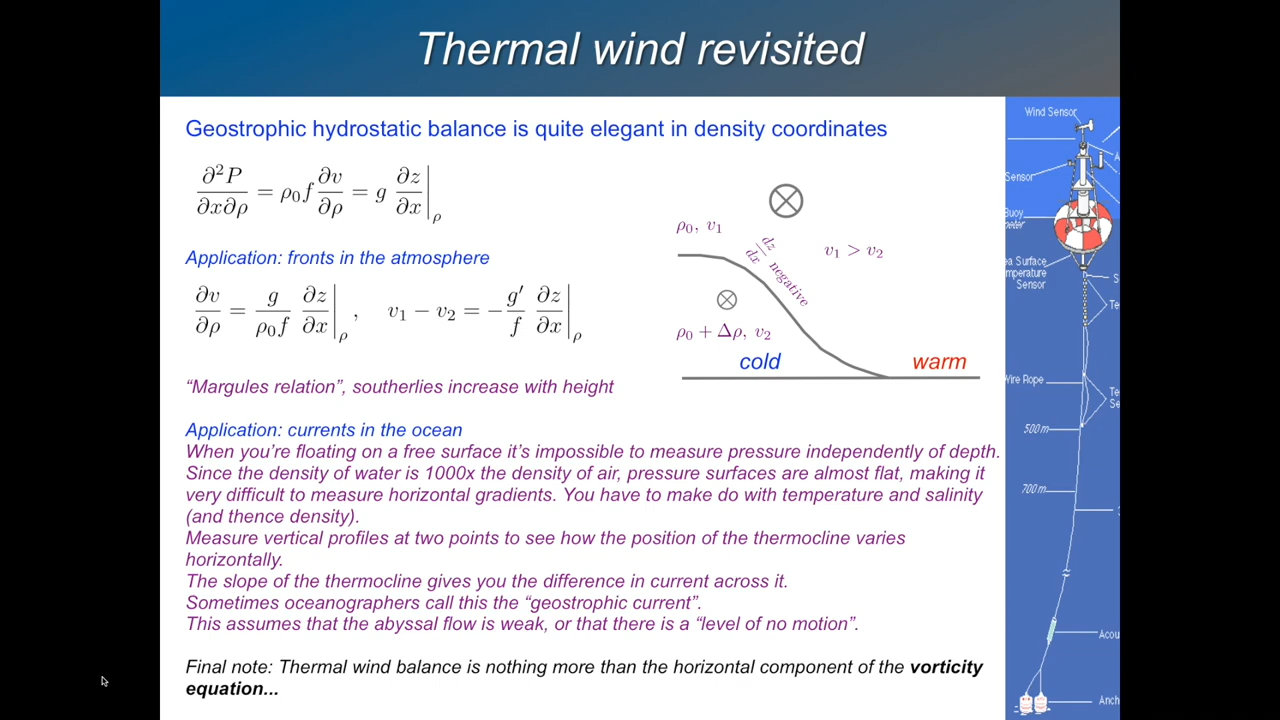 Thermal wind revisited
Geostrophic hydrostatic balance is quite elegant in density coordinates
∂²P/∂x∂ρ = ρ₀f ∂v/∂ρ = g ∂z/∂x|ρ
Application: fronts in the atmosphere
∂v/∂ρ = g/ρ₀f ∂z/∂x|ρ , v₁ − v₂ = −g′/f ∂z/∂x|ρ
“Margules relation”, southerlies increase with height
ρ₀, v₁
dz/dx negative
v₁ > v₂
ρ₀ + Δρ, v₂
cold
warm
Application: currents in the ocean
When you’re floating on a free surface it’s impossible to measure pressure independently of depth.
Since the density of water is 1000x the density of air, pressure surfaces are almost flat, making it
very difficult to measure horizontal gradients. You have to make do with temperature and salinity
(and thence density).
Measure vertical profiles at two points to see how the position of the thermocline varies
horizontally.
The slope of the thermocline gives you the difference in current across it.
Sometimes oceanographers call this the “geostrophic current”.
This assumes that the abyssal flow is weak, or that there is a “level of no motion”.
Final note: Thermal wind balance is nothing more than the horizontal component of the vorticity
equation...
Wind Sensor
A
Sensor
Buoy
meter
ea Surface
emperature
Sensor
S
Te
Wire Rope
Te
Se
500 m
700 m
Acou
Anch